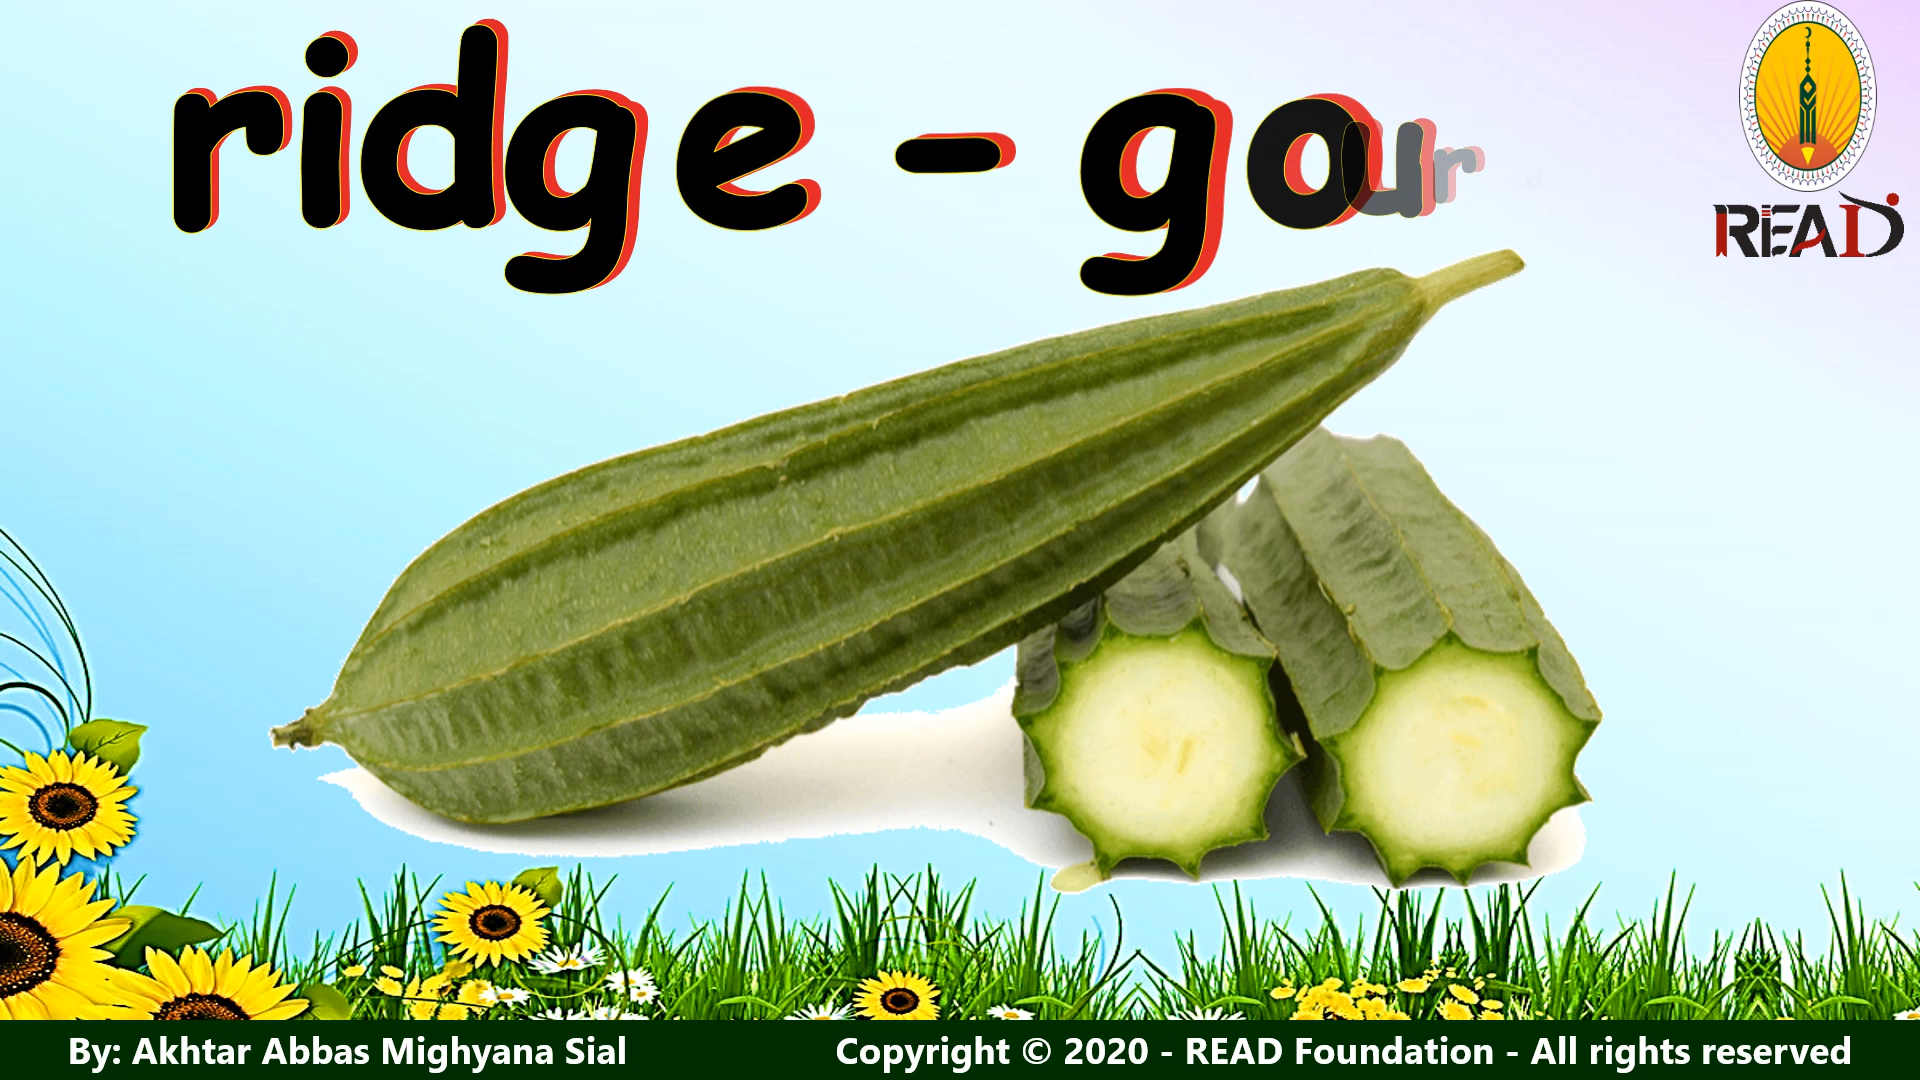 ridge - gour
READ
By: Akhtar Abbas Mighyana Sial
Copyright © 2020 - READ Foundation - All rights reserved